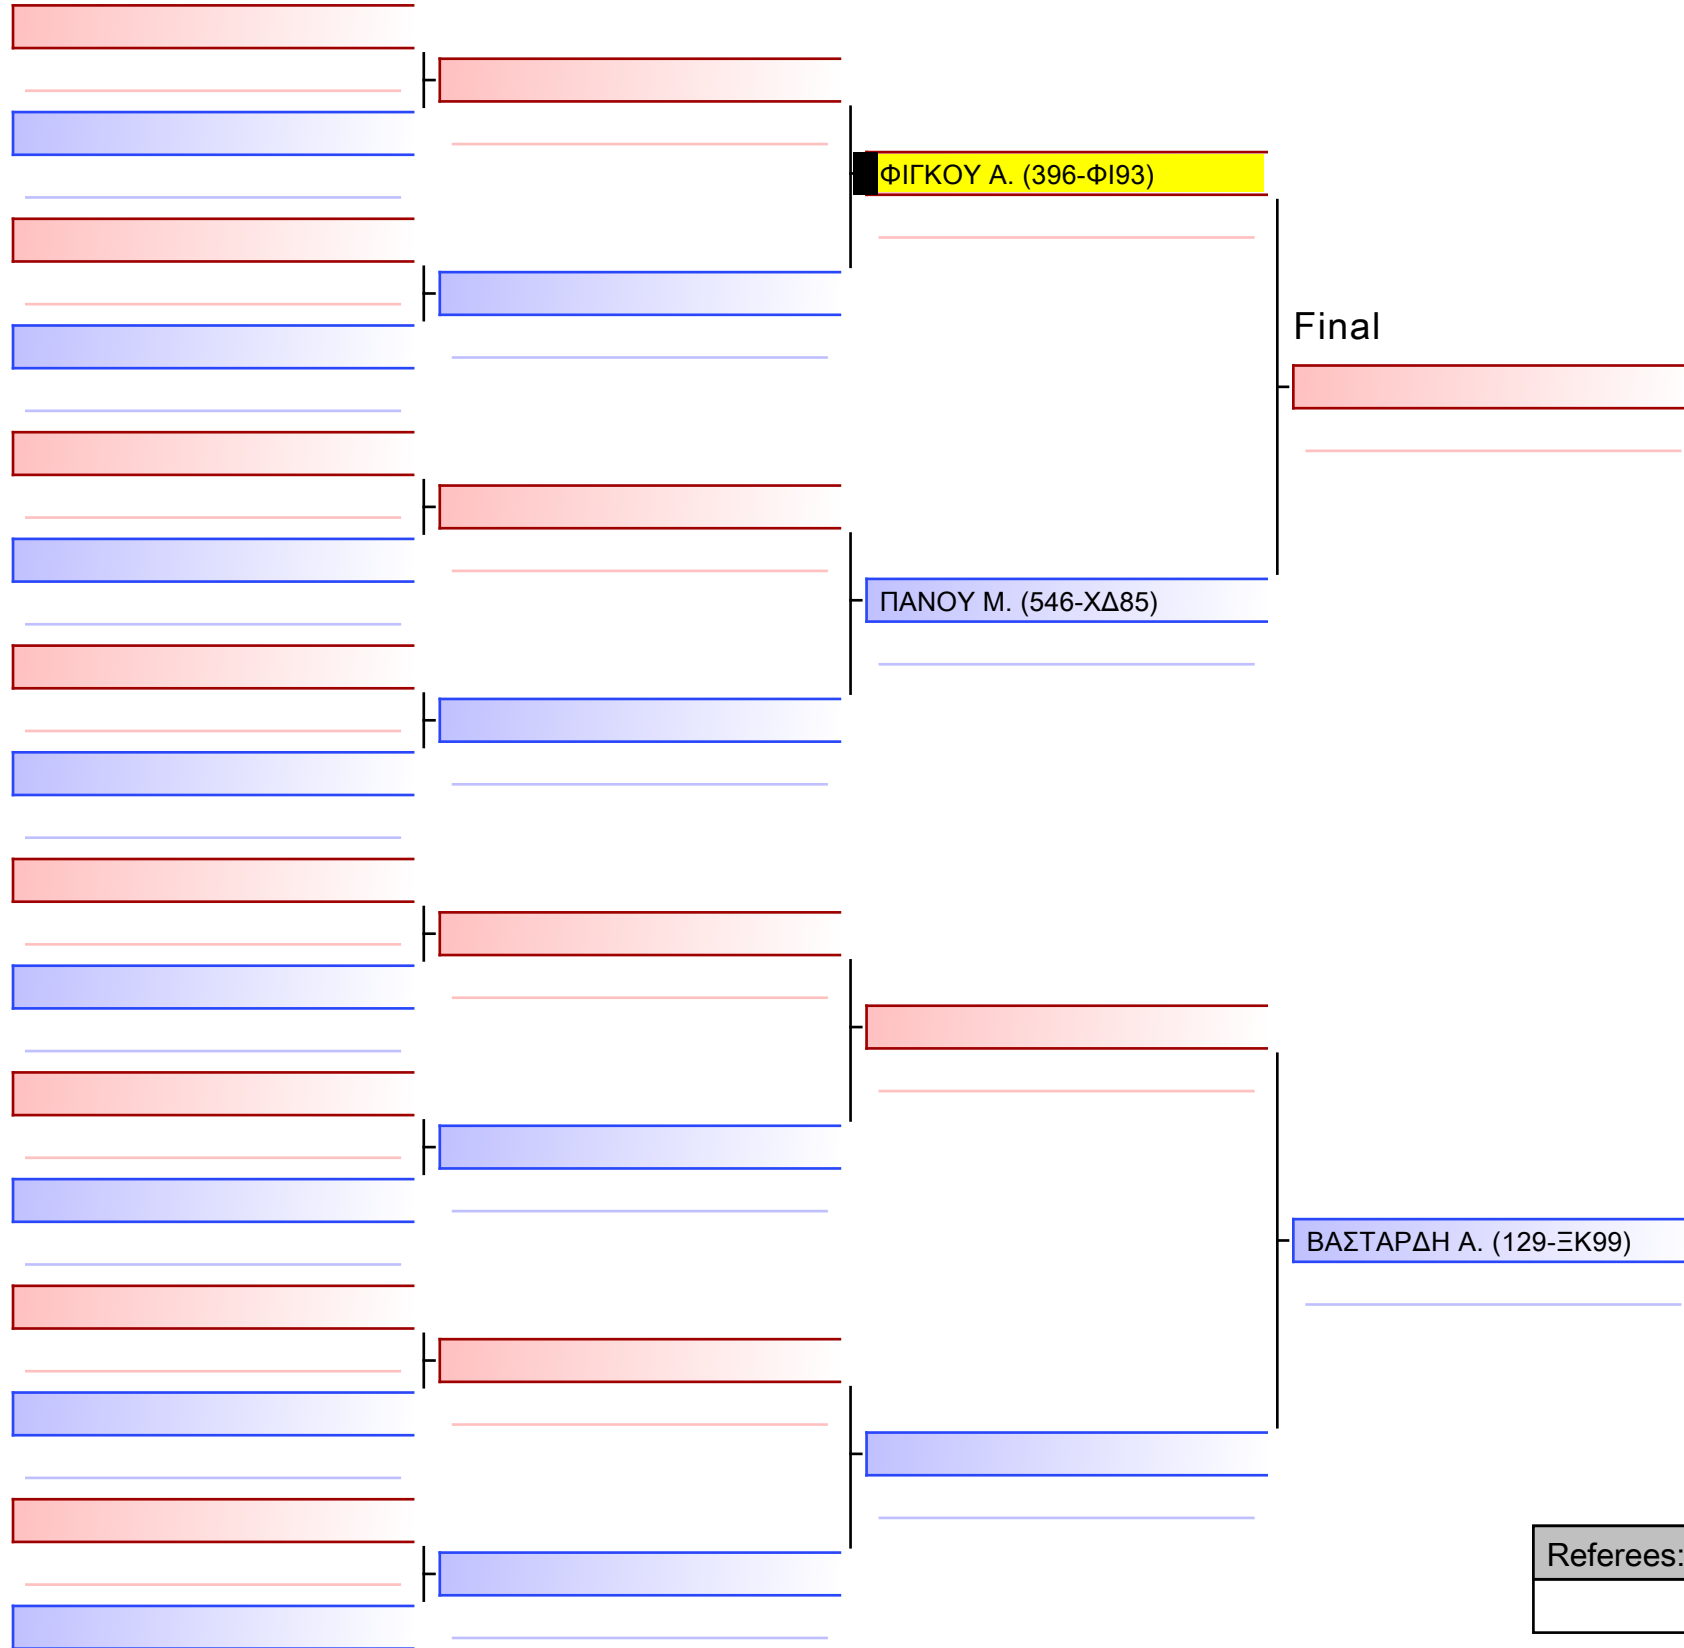 ΦΙΓΚΟΥ Α. (396-ΦΙ93)
Final
ΠΑΝΟΥ Μ. (546-ΧΔ85)
ΒΑΣΤΑΡΔΗ Α. (129-ΞΚ99)
Referees: